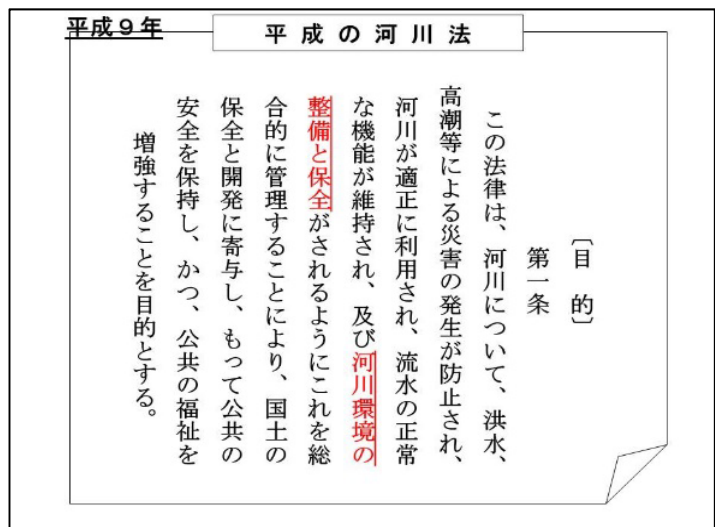 平成９年
平成の河川法
〔目 的〕
第一条
この法律は、河川について、洪水、
高潮等による災害の発生が防止され、
河川が適正に利用され、流水の正常
な機能が維持され、及び河川環境の
整備と保全がされるようにこれを総
合的に管理することにより、国土の
保全と開発に寄与し、もって公共の
安全を保持し、かつ、公共の福祉を
増強することを目的とする。